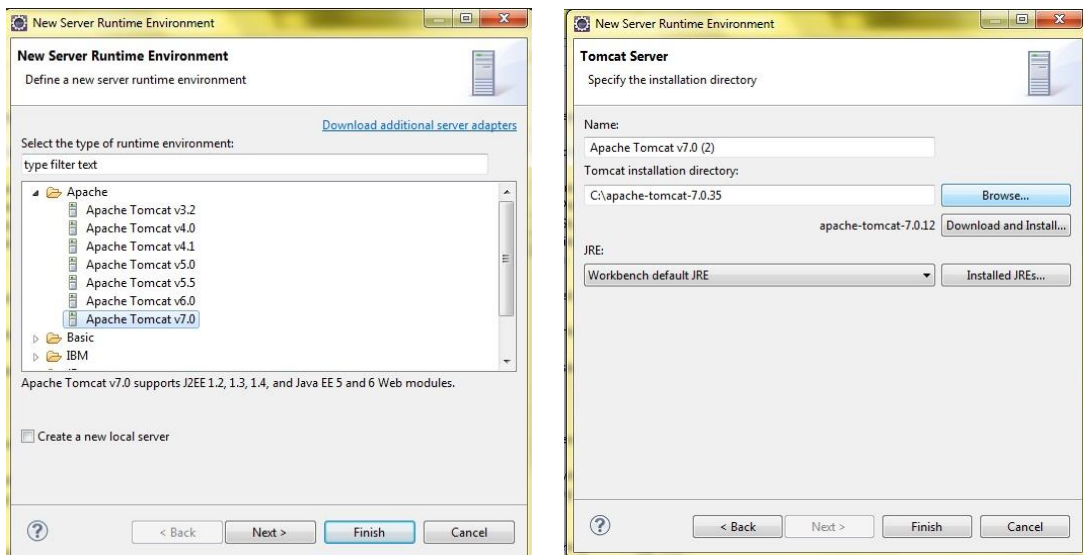 New Server Runtime Environment
New Server Runtime Environment
Define a new server runtime environment
Download additional server adapters
Select the type of runtime environment:
type filter text
Apache
Apache Tomcat v3.2
Apache Tomcat v4.0
Apache Tomcat v4.1
Apache Tomcat v5.0
Apache Tomcat v5.5
Apache Tomcat v6.0
Apache Tomcat v7.0
Basic
IBM
Apache Tomcat v7.0 supports J2EE 1.2, 1.3, 1.4, and Java EE 5 and 6 Web modules.
Create a new local server
? < Back Next > Finish Cancel
New Server Runtime Environment
Tomcat Server
Specify the installation directory
Name:
Apache Tomcat v7.0 (2)
Tomcat installation directory:
C:\apache-tomcat-7.0.35 Browse...
apache-tomcat-7.0.12 Download and Install...
JRE:
Workbench default JRE Installed JREs...
? < Back Next > Finish Cancel